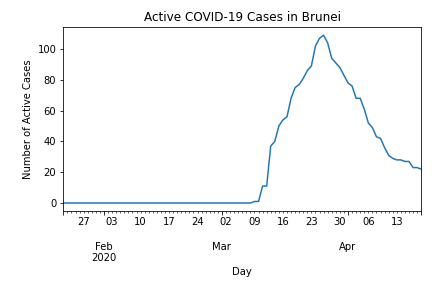 Active COVID-19 Cases in Brunei
Number of Active Cases
100
80
60
40
20
0
27 03 10 17 24 02 09 16 23 30 06 13
Feb Mar Apr
2020
Day